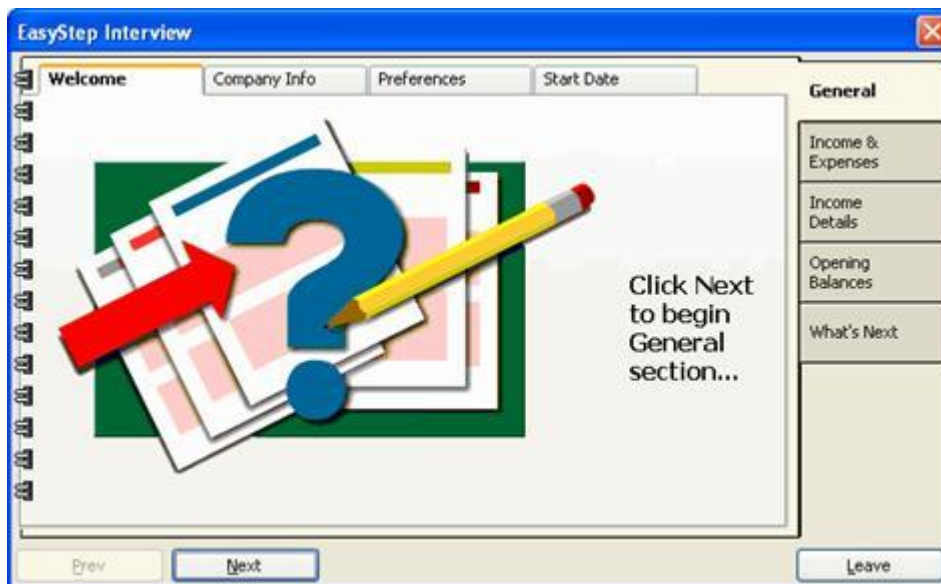 EasyStep Interview
Welcome
Company Info
Preferences
Start Date
General
Income &
Expenses
Income
Details
Opening
Balances
What's Next
Click Next
to begin
General
section...
Prev
Next
Leave